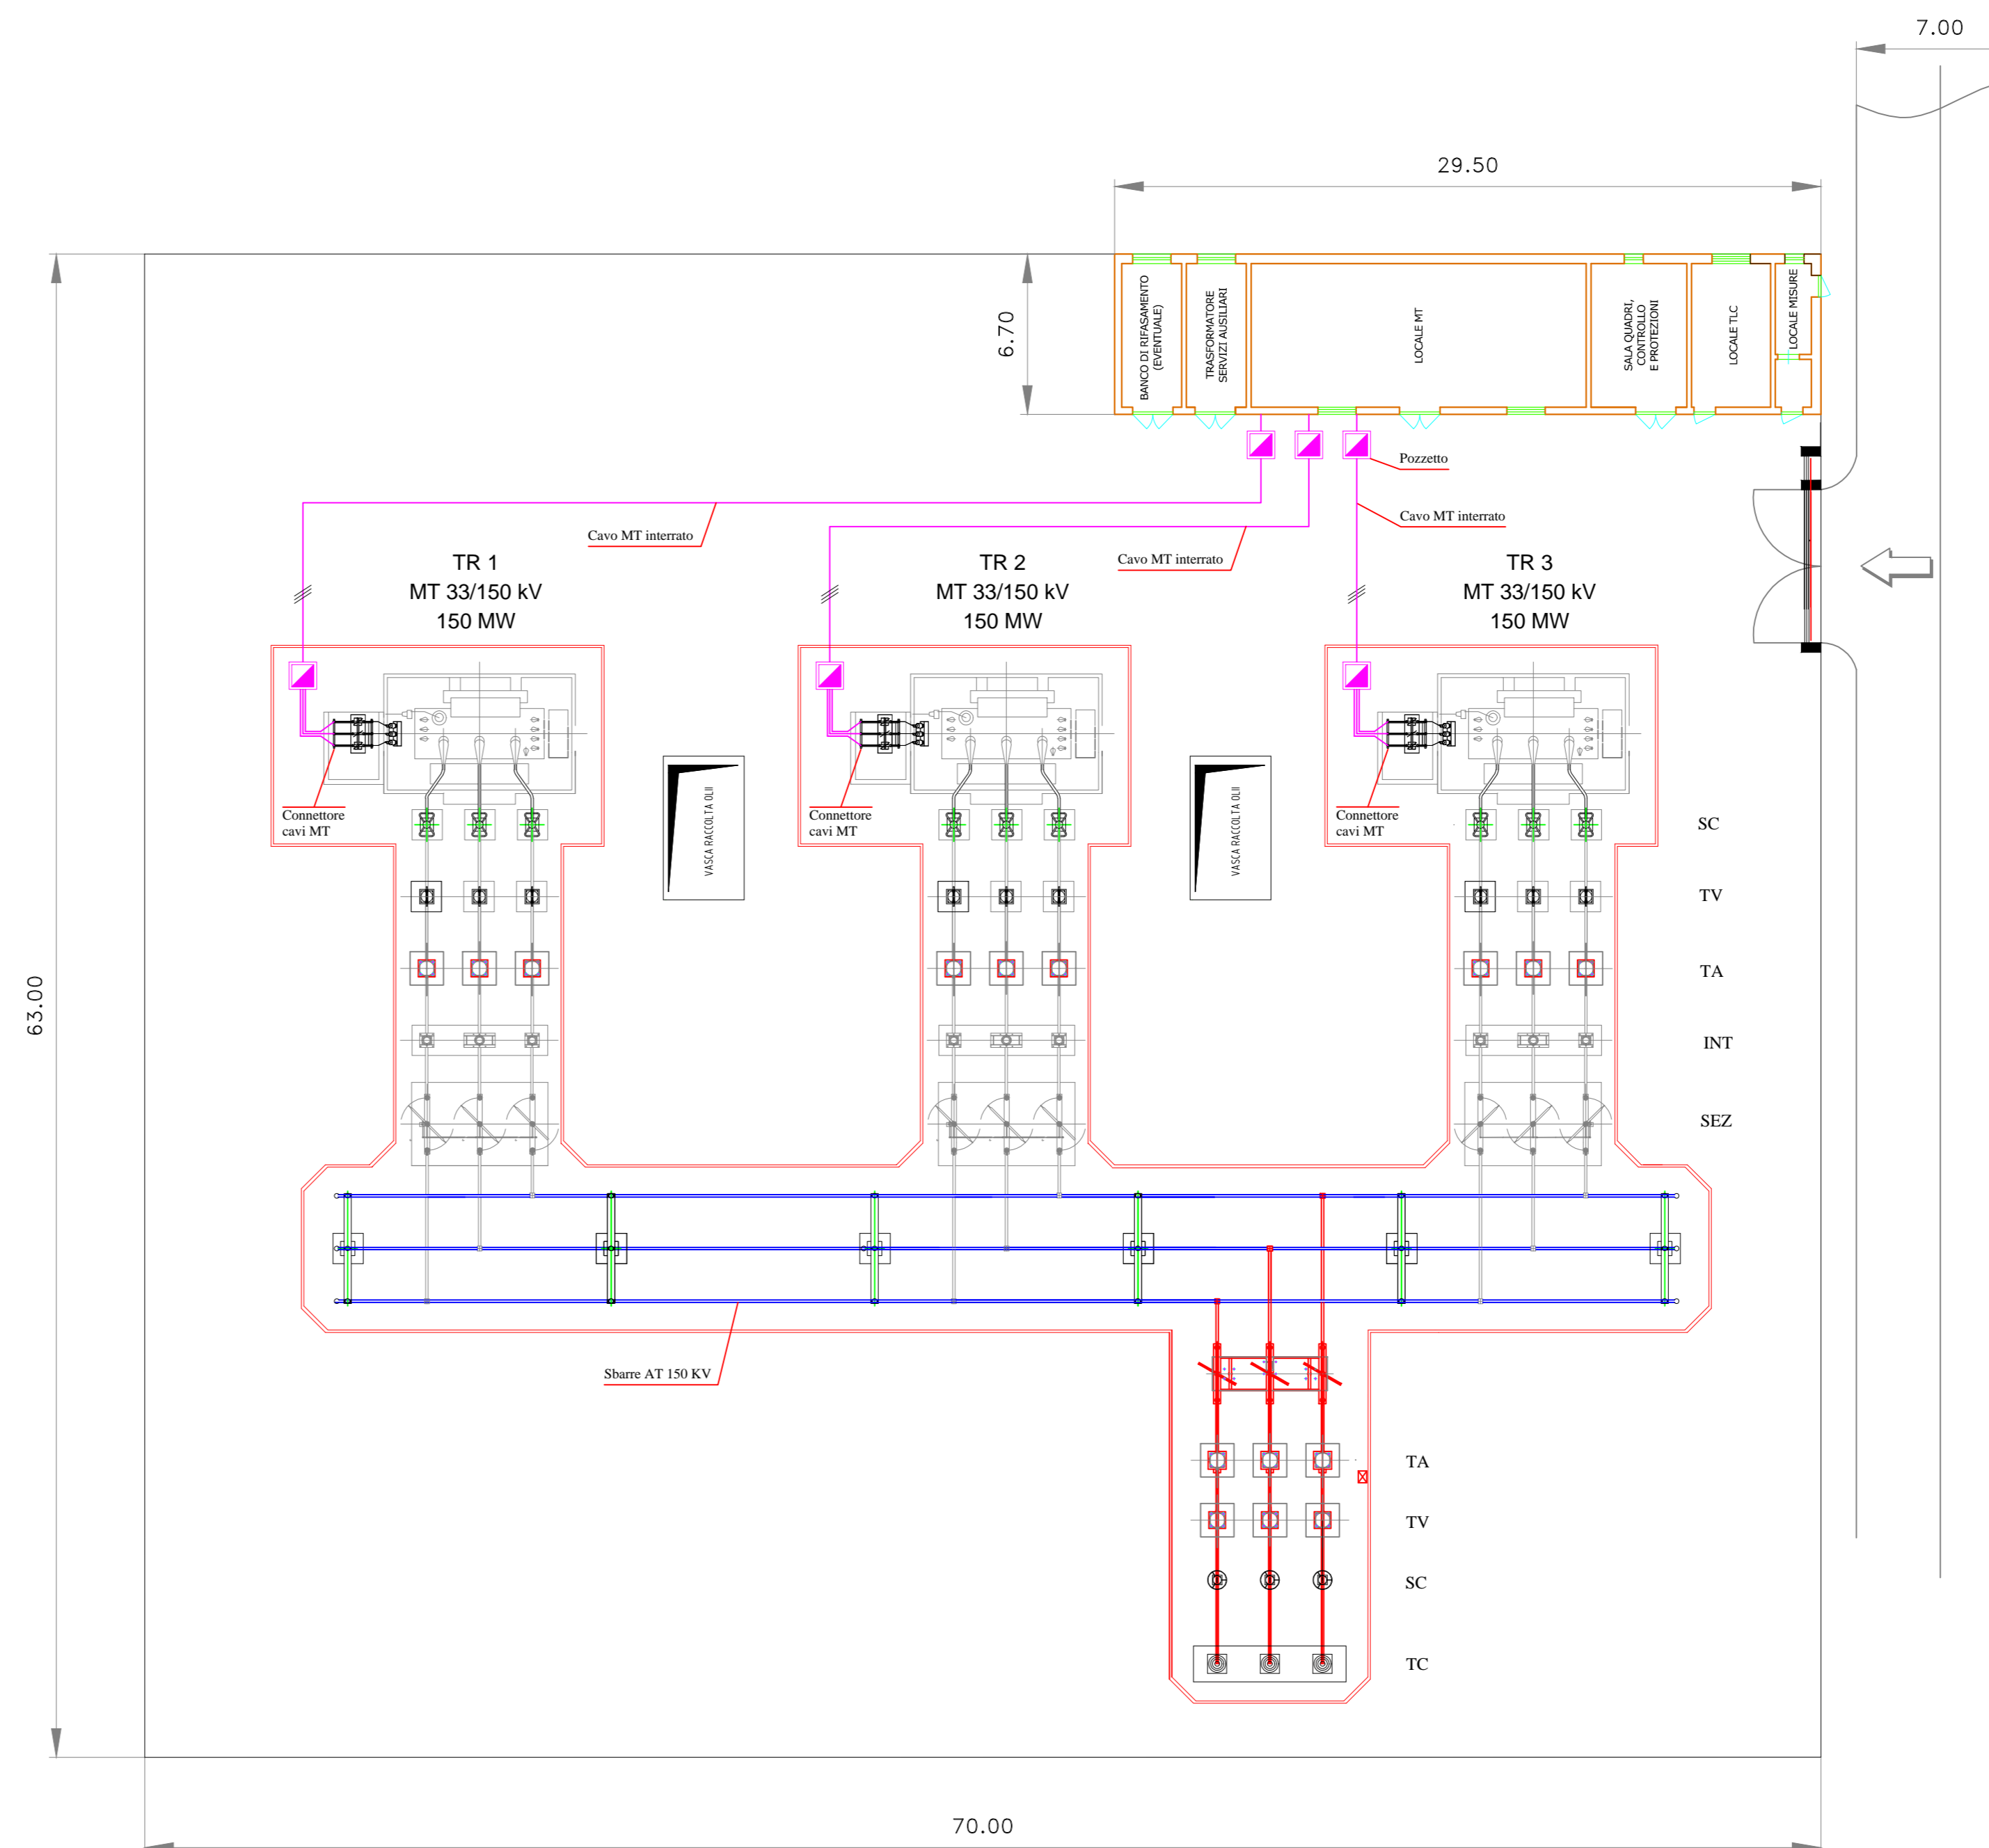 7.00
29.50
6.70
BANCO DI RIFASAMENTO
(EVENTUALE)
TRASFORMATORE
SERVIZI AUSILIARI
LOCALE MT
SALA QUADRI,
CONTROLLO
E PROTEZIONI
LOCALE TLC
LOCALE MISURE
Pozzetto
Cavo MT interrato
Cavo MT interrato
Cavo MT interrato
TR 1
MT 33/150 kV
150 MW
TR 2
MT 33/150 kV
150 MW
TR 3
MT 33/150 kV
150 MW
Connettore
cavi MT
VASCA RACCOLTA OLII
Connettore
cavi MT
VASCA RACCOLTA OLII
Connettore
cavi MT
SC
TV
TA
INT
SEZ
63.00
Sbarre AT 150 KV
TA
TV
SC
TC
70.00